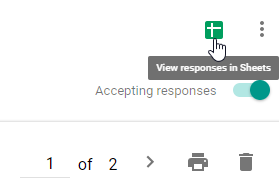 View responses in Sheets
Accepting responses
1 of 2